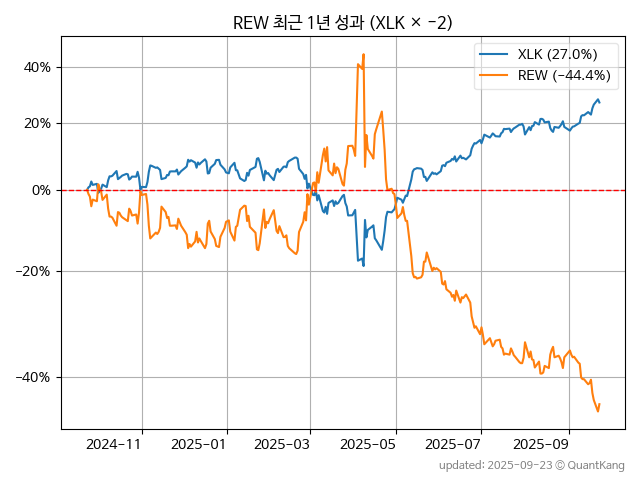 REW 최근 1년 성과 (XLK × −2)
XLK (27.0%)
REW (−44.4%)
40%
20%
0%
−20%
−40%
2024−11 2025−01 2025−03 2025−05 2025−07 2025−09
updated: 2025−09−23 © QuantKang